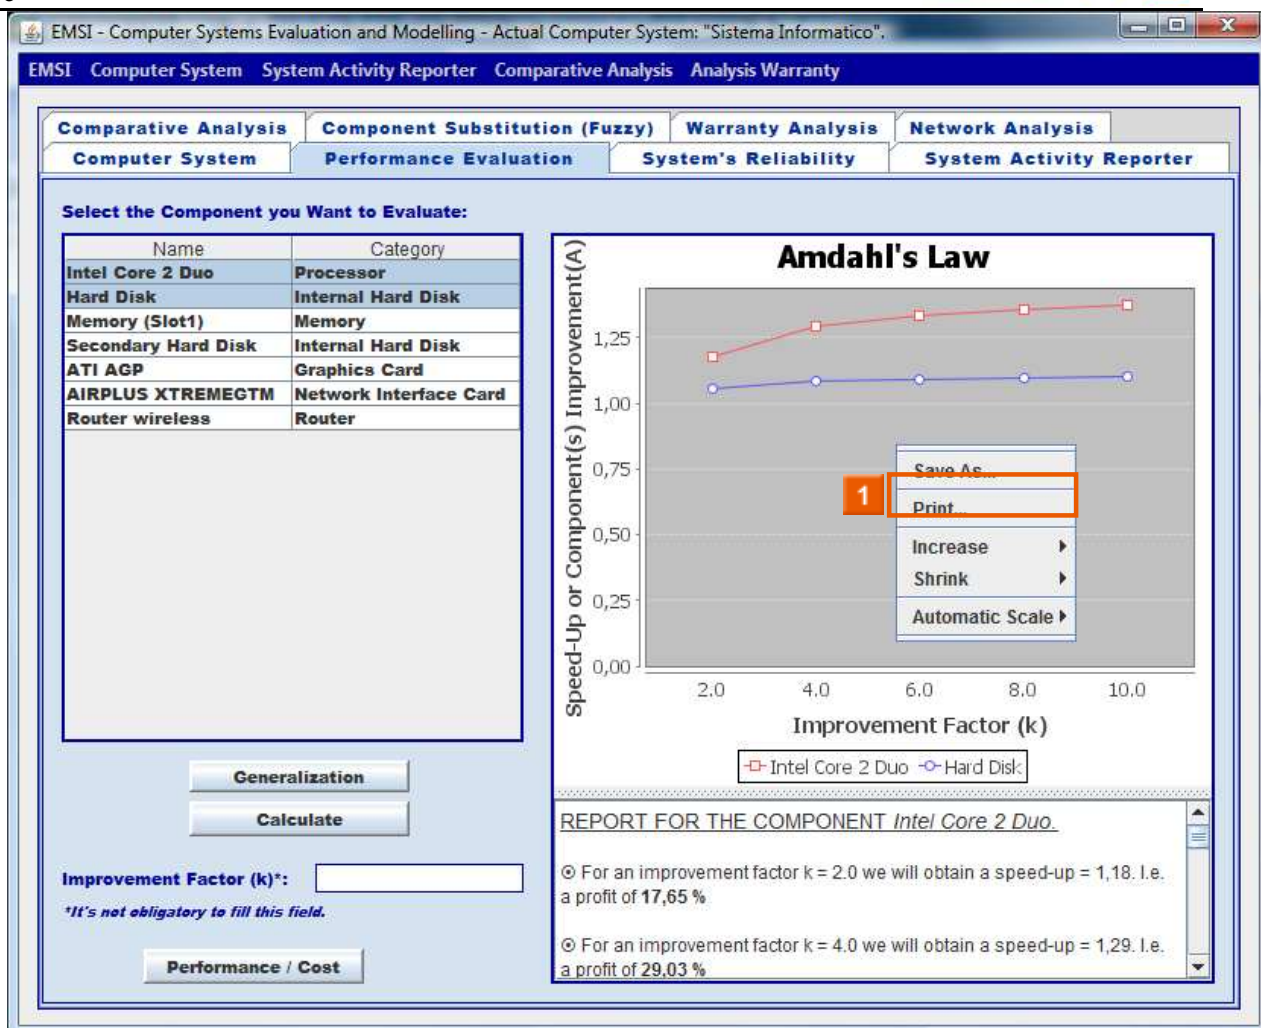 EMSI - Computer Systems Evaluation and Modelling - Actual Computer System: "Sistema Informatico".
EMSI Computer System System Activity Reporter Comparative Analysis Analysis Warranty
Comparative Analysis Component Substitution (Fuzzy) Warranty Analysis Network Analysis
Computer System Performance Evaluation System's Reliability System Activity Reporter
Select the Component you Want to Evaluate:
Name Category
Intel Core 2 Duo Processor
Hard Disk Internal Hard Disk
Memory (Slot1) Memory
Secondary Hard Disk Internal Hard Disk
ATI AGP Graphics Card
AIRPLUS XTREMEGTM Network Interface Card
Router wireless Router
Generalization
Calculate
Improvement Factor (k)*:
*It's not obligatory to fill this field.
Performance / Cost
Amdahl's Law
Speed-Up or Component(s) Improvement(A)
1,25
1,00
0,75
0,50
0,25
0,00
2.0 4.0 6.0 8.0 10.0
Improvement Factor (k)
Intel Core 2 Duo Hard Disk
1
Save As...
Print...
Increase
Shrink
Automatic Scale
REPORT FOR THE COMPONENT Intel Core 2 Duo.
For an improvement factor k = 2.0 we will obtain a speed-up = 1,18. I.e.
a profit of 17,65 %
For an improvement factor k = 4.0 we will obtain a speed-up = 1,29. I.e.
a profit of 29,03 %